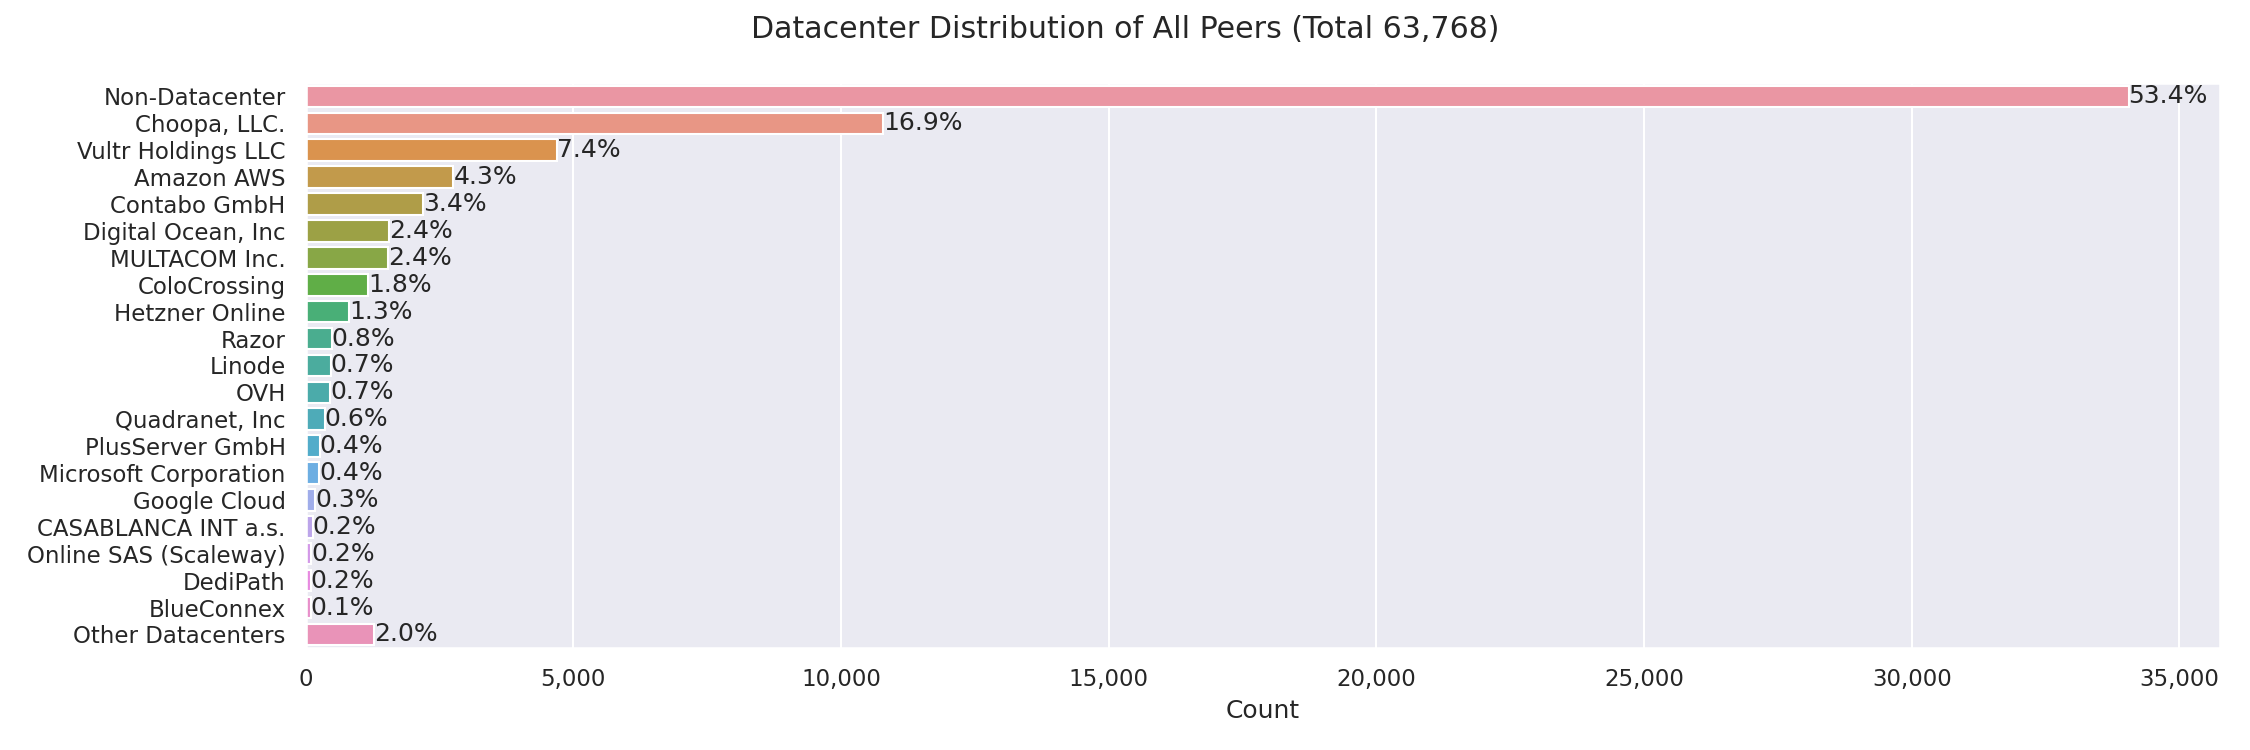 Datacenter Distribution of All Peers (Total 63,768)
Non-Datacenter 53.4%
Choopa, LLC. 16.9%
Vultr Holdings LLC 7.4%
Amazon AWS 4.3%
Contabo GmbH 3.4%
Digital Ocean, Inc 2.4%
MULTACOM Inc. 2.4%
ColoCrossing 1.8%
Hetzner Online 1.3%
Razor 0.8%
Linode 0.7%
OVH 0.7%
Quadranet, Inc 0.6%
PlusServer GmbH 0.4%
Microsoft Corporation 0.4%
Google Cloud 0.3%
CASABLANCA INT a.s. 0.2%
Online SAS (Scaleway) 0.2%
DediPath 0.2%
BlueConnex 0.1%
Other Datacenters 2.0%
0 5,000 10,000 15,000 20,000 25,000 30,000 35,000
Count